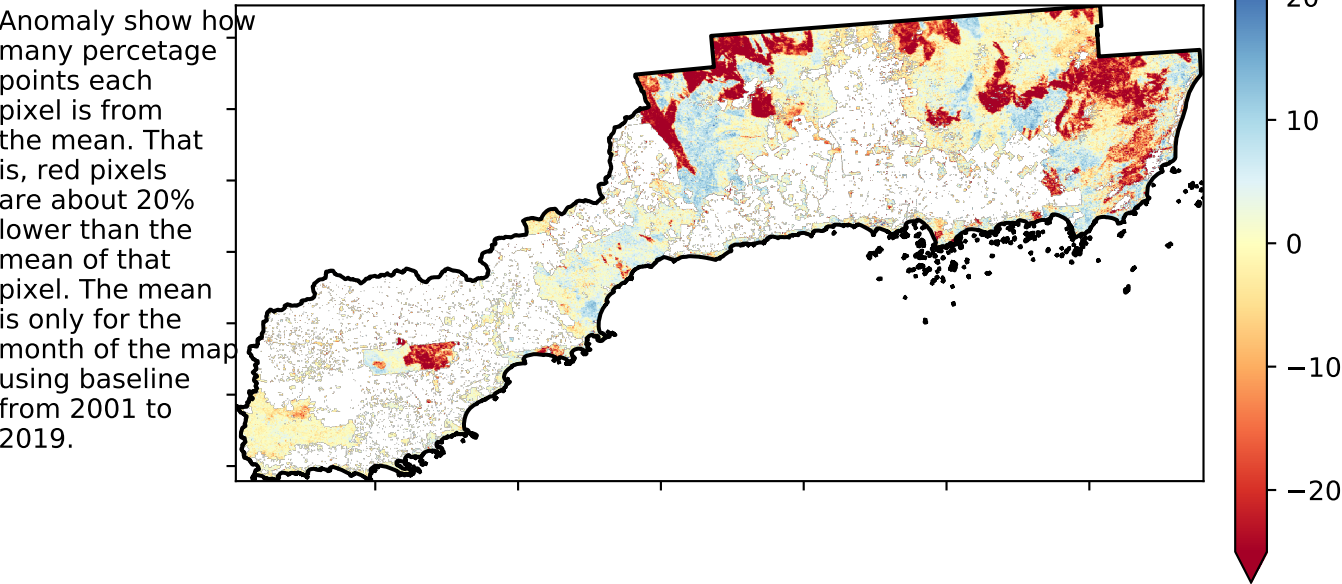 Anomaly show how
many percetage
points each
pixel is from
the mean. That
is, red pixels
are about 20%
lower than the
mean of that
pixel. The mean
is only for the
month of the map
using baseline
from 2001 to
2019.
20
10
0
−10
−20